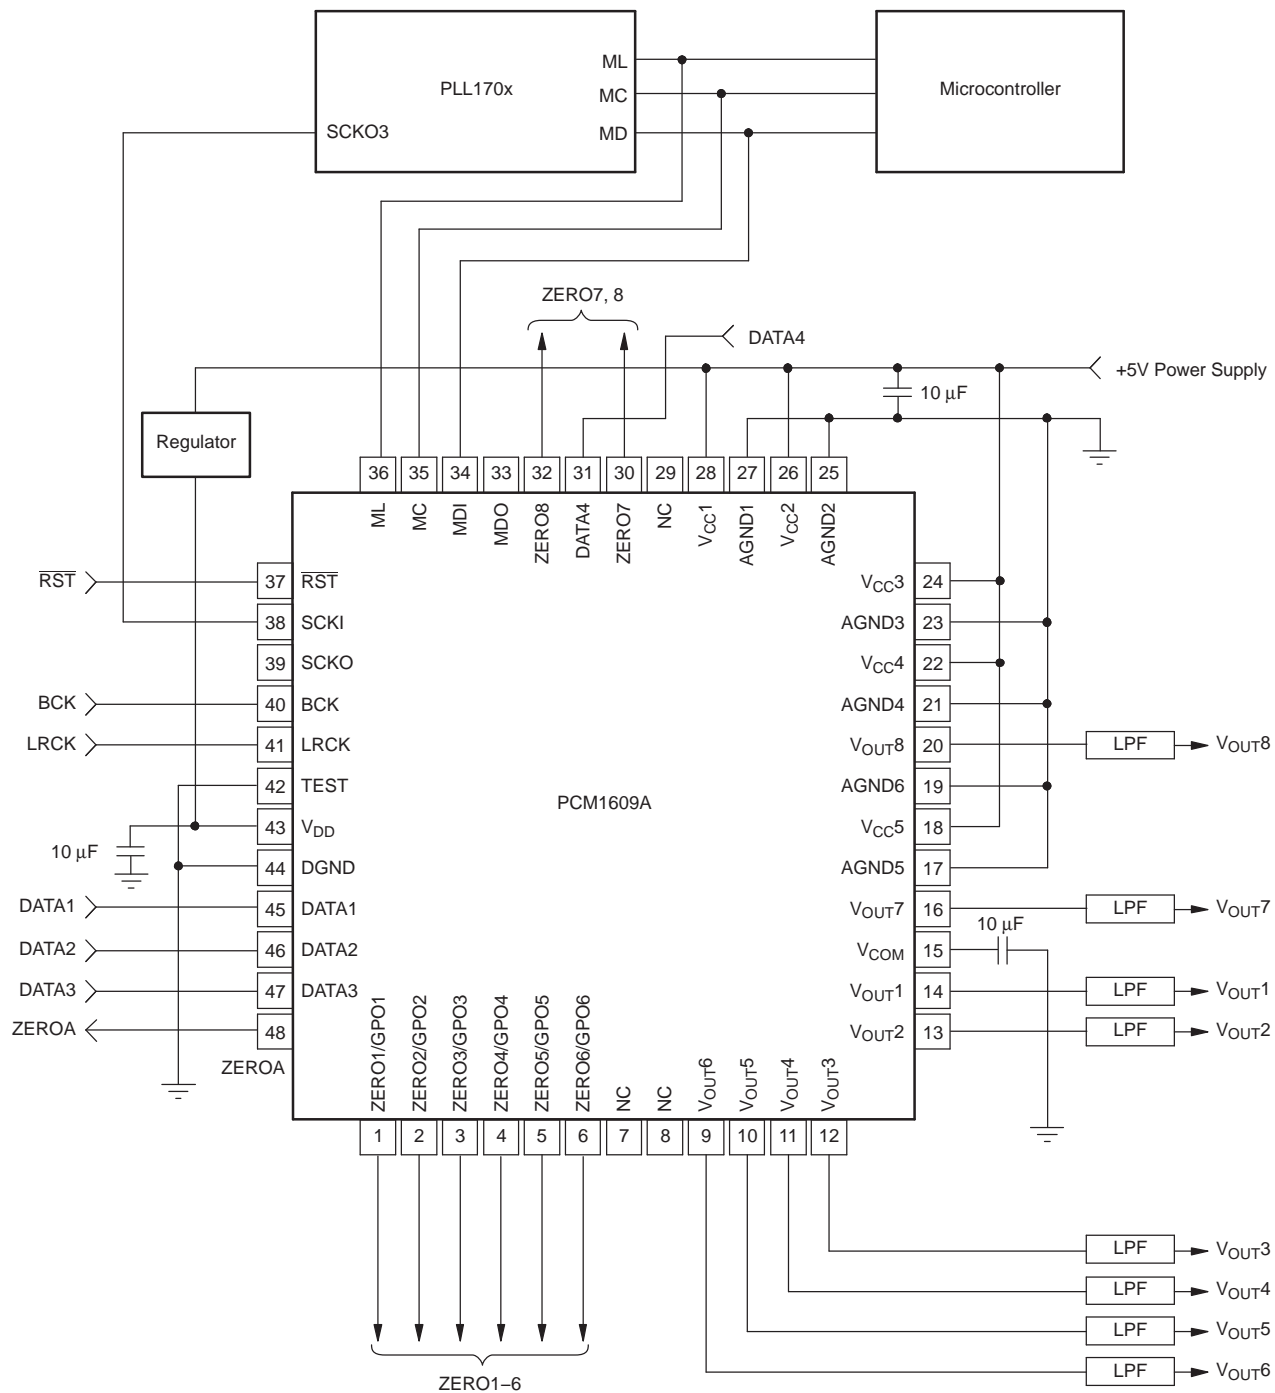 ML
PLL170x
MC
Microcontroller
SCKO3
MD
ZERO7, 8
DATA4
+5V Power Supply
10 μF
Regulator
36 35 34 33 32 31 30 29 28 27 26 25
ML
MC
MDI
MDO
ZERO8
DATA4
ZERO7
NC
VCC1
AGND1
VCC2
AGND2
RST 37 RST
38 SCKI
39 SCKO
BCK 40 BCK
LRCK 41 LRCK
42 TEST
43 VDD
10 μF
44 DGND
DATA1 45 DATA1
DATA2 46 DATA2
DATA3 47 DATA3
ZEROA 48
ZEROA
PCM1609A
VCC3 24
AGND3 23
VCC4 22
AGND4 21
VOUT8 20 LPF VOUT8
AGND6 19
VCC5 18
AGND5 17
VOUT7 16 LPF VOUT7
10 μF
VCOM 15
VOUT1 14 LPF VOUT1
VOUT2 13 LPF VOUT2
ZERO1/GPO1
ZERO2/GPO2
ZERO3/GPO3
ZERO4/GPO4
ZERO5/GPO5
ZERO6/GPO6
NC
NC
VOUT6
VOUT5
VOUT4
VOUT3
1 2 3 4 5 6 7 8 9 10 11 12
LPF VOUT3
LPF VOUT4
LPF VOUT5
LPF VOUT6
ZERO1–6